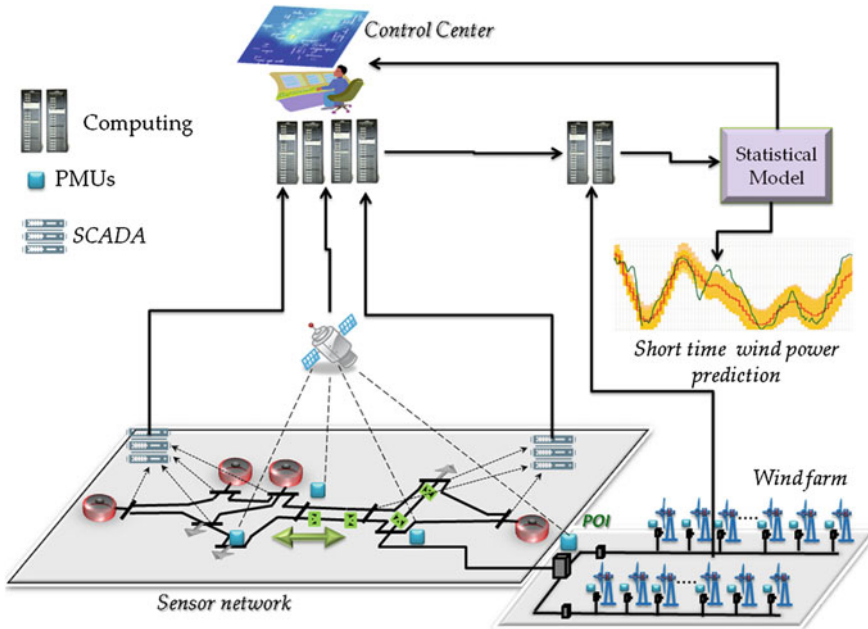 Control Center
Computing
PMUs
SCADA
Statistical
Model
Short time wind power
prediction
Wind farm
POI
Sensor network